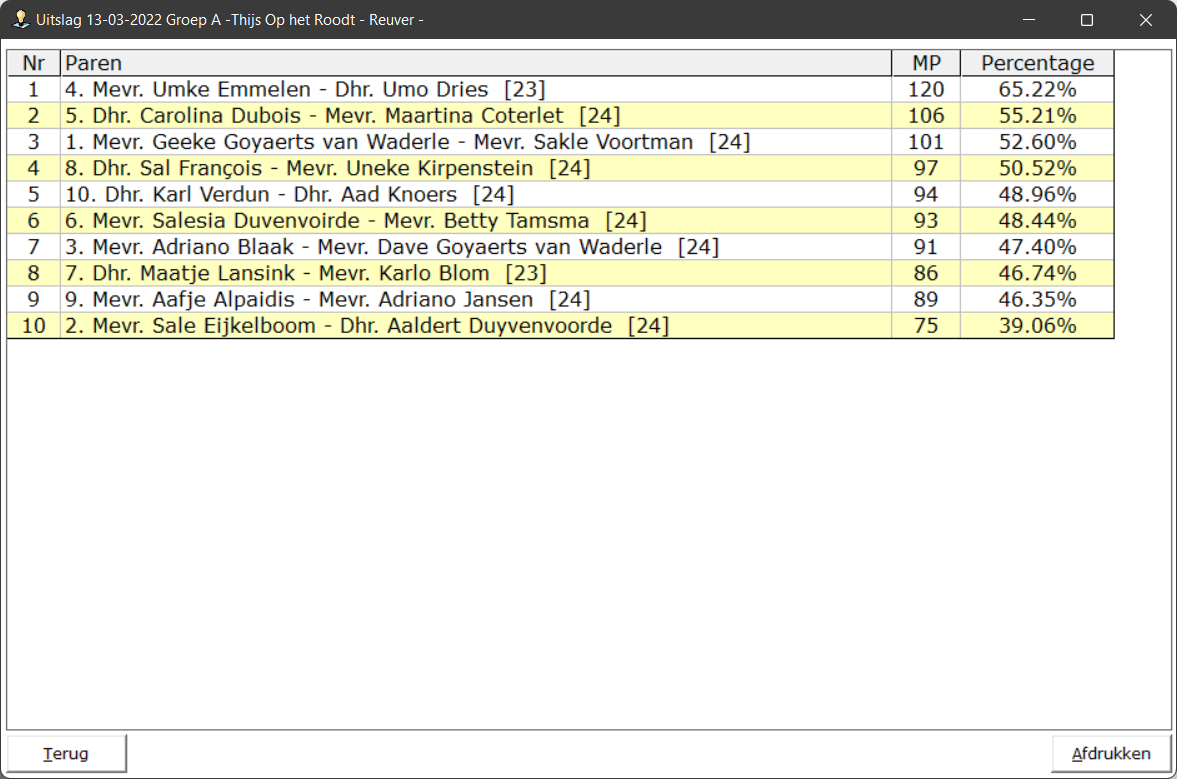 Uitslag 13-03-2022 Groep A -Thijs Op het Roodt - Reuver -
Nr Paren MP Percentage
1 4. Mevr. Umke Emmelen - Dhr. Umo Dries [23] 120 65.22%
2 5. Dhr. Carolina Dubois - Mevr. Maartina Coterlet [24] 106 55.21%
3 1. Mevr. Geeke Goyaerts van Waderle - Mevr. Sakle Voortman [24] 101 52.60%
4 8. Dhr. Sal François - Mevr. Uneke Kirpenstein [24] 97 50.52%
5 10. Dhr. Karl Verdun - Dhr. Aad Knoers [24] 94 48.96%
6 6. Mevr. Salesia Duvenvoirde - Mevr. Betty Tamsma [24] 93 48.44%
7 3. Mevr. Adriano Blaak - Mevr. Dave Goyaerts van Waderle [24] 91 47.40%
8 7. Dhr. Maatje Lansink - Mevr. Karlo Blom [23] 86 46.74%
9 9. Mevr. Aafje Alpaidis - Mevr. Adriano Jansen [24] 89 46.35%
10 2. Mevr. Sale Eijkelboom - Dhr. Aaldert Duyvenvoorde [24] 75 39.06%
Terug Afdrukken